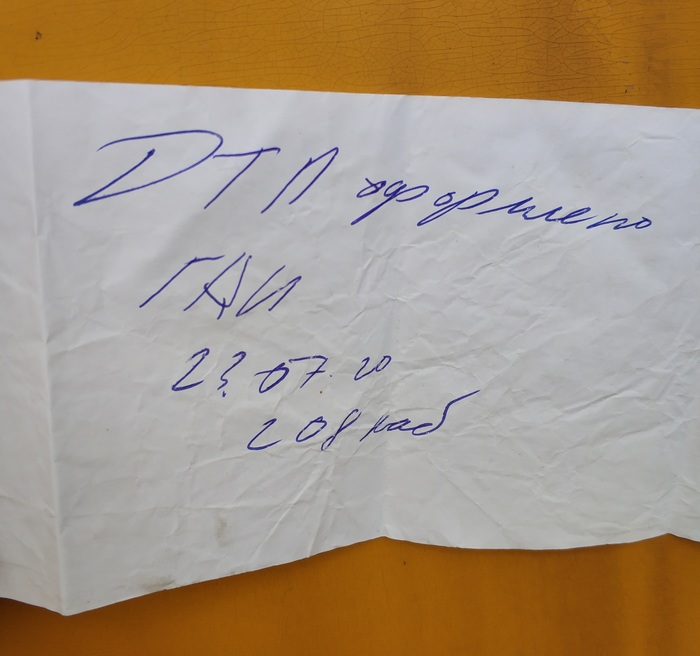 ДТП оформлено
ГАИ
23.07.20
208 каб